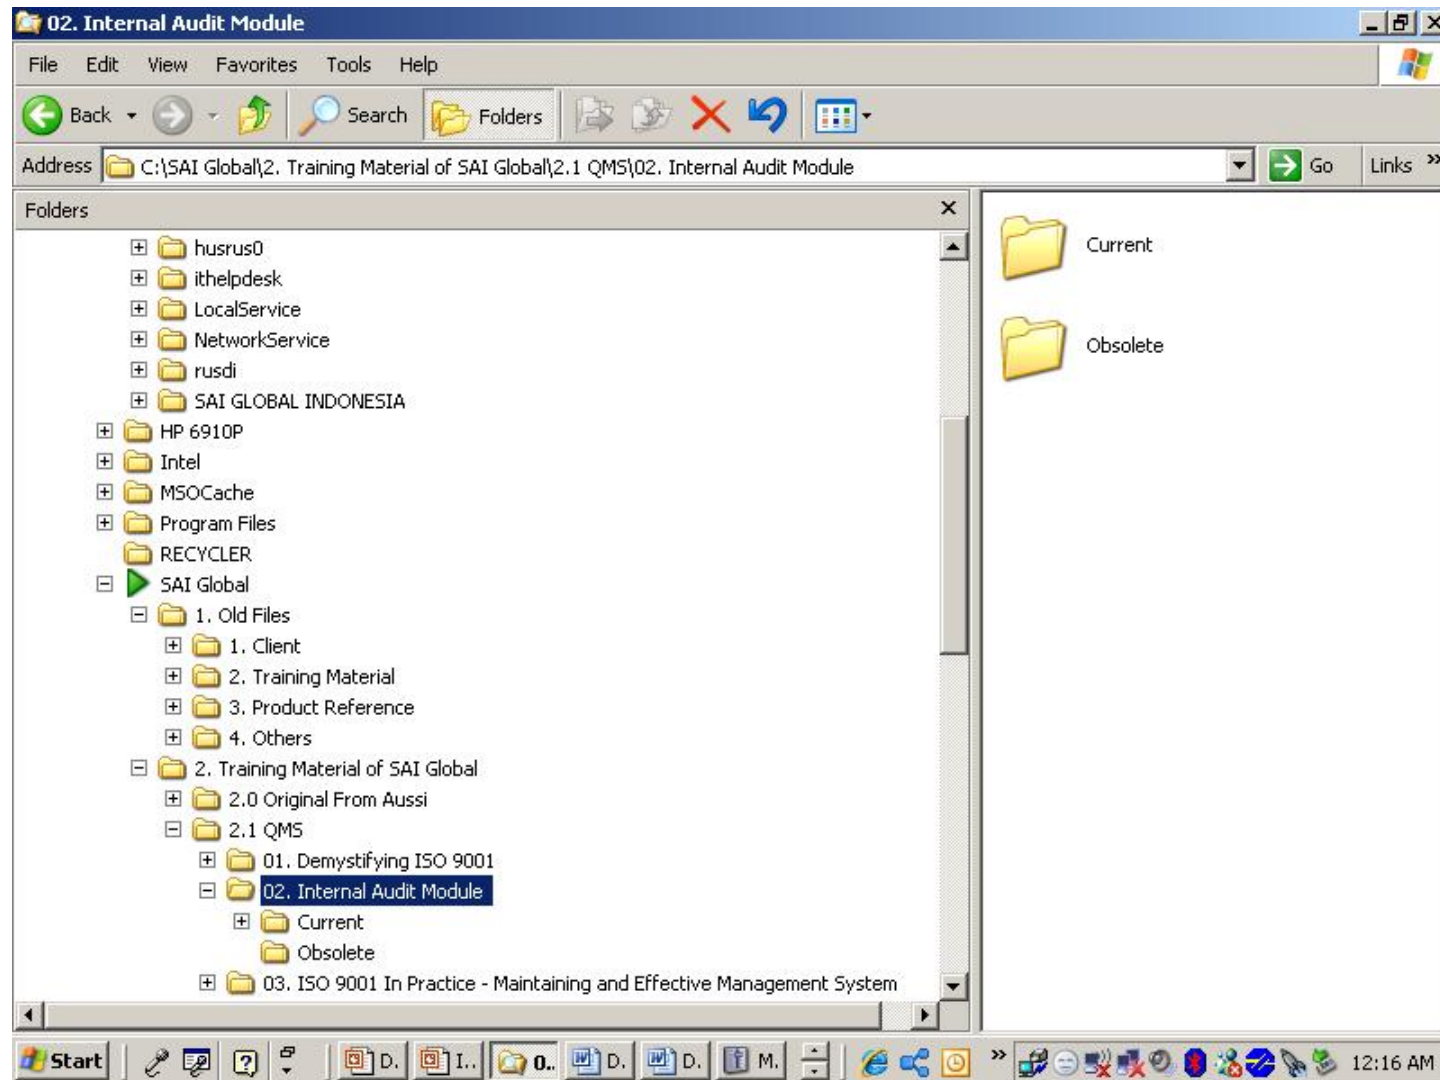 02. Internal Audit Module
File Edit View Favorites Tools Help
Back Search Folders
Address C:\SAI Global\2. Training Material of SAI Global\2.1 QMS\02. Internal Audit Module Go Links »
Folders
husrus0
ithelpdesk
LocalService
NetworkService
rusdi
SAI GLOBAL INDONESIA
HP 6910P
Intel
MSOCache
Program Files
RECYCLER
SAI Global
1. Old Files
1. Client
2. Training Material
3. Product Reference
4. Others
2. Training Material of SAI Global
2.0 Original From Aussi
2.1 QMS
01. Demystifying ISO 9001
02. Internal Audit Module
Current
Obsolete
03. ISO 9001 In Practice - Maintaining and Effective Management System
Current
Obsolete
Start D. I.. 0.. D. D. M. » 12:16 AM